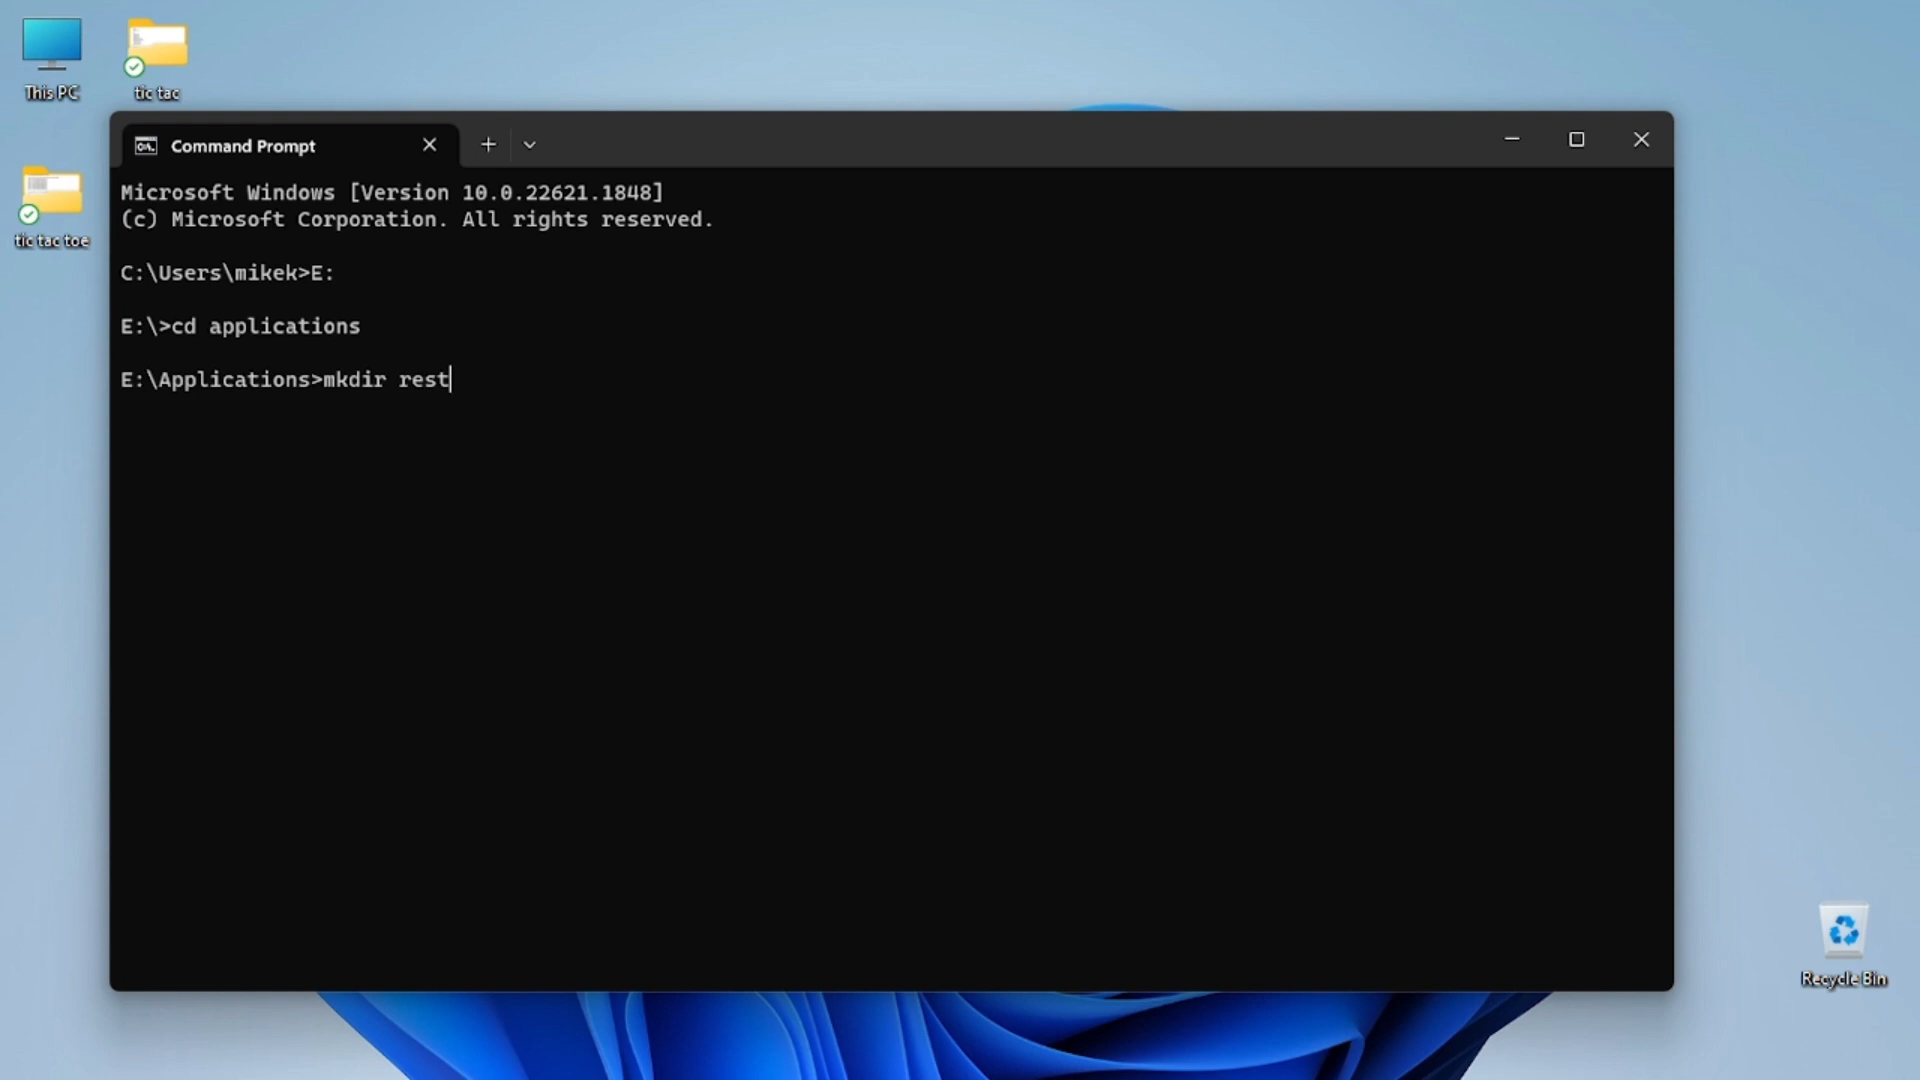 This PC
tic tac
tic tac toe
Command Prompt
Microsoft Windows [Version 10.0.22621.1848]
(c) Microsoft Corporation. All rights reserved.
C:\Users\mikek>E:
E:\>cd applications
E:\Applications>mkdir rest
Recycle Bin